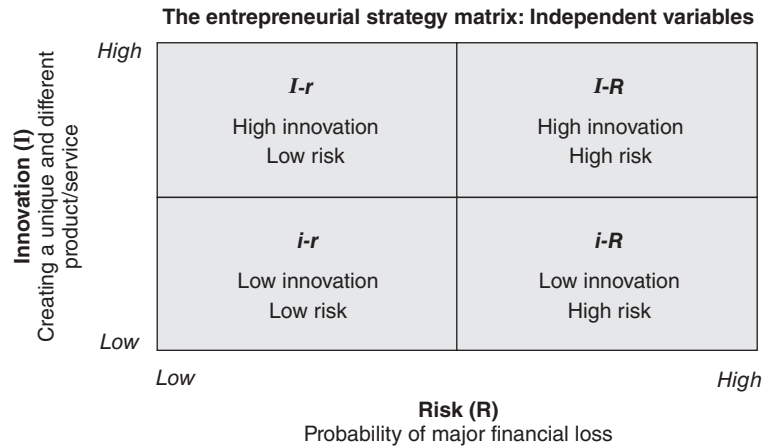 The entrepreneurial strategy matrix: Independent variables
High
Innovation (I)
Creating a unique and different
product/service
I-r
High innovation
Low risk
I-R
High innovation
High risk
i-r
Low innovation
Low risk
i-R
Low innovation
High risk
Low
Low
High
Risk (R)
Probability of major financial loss